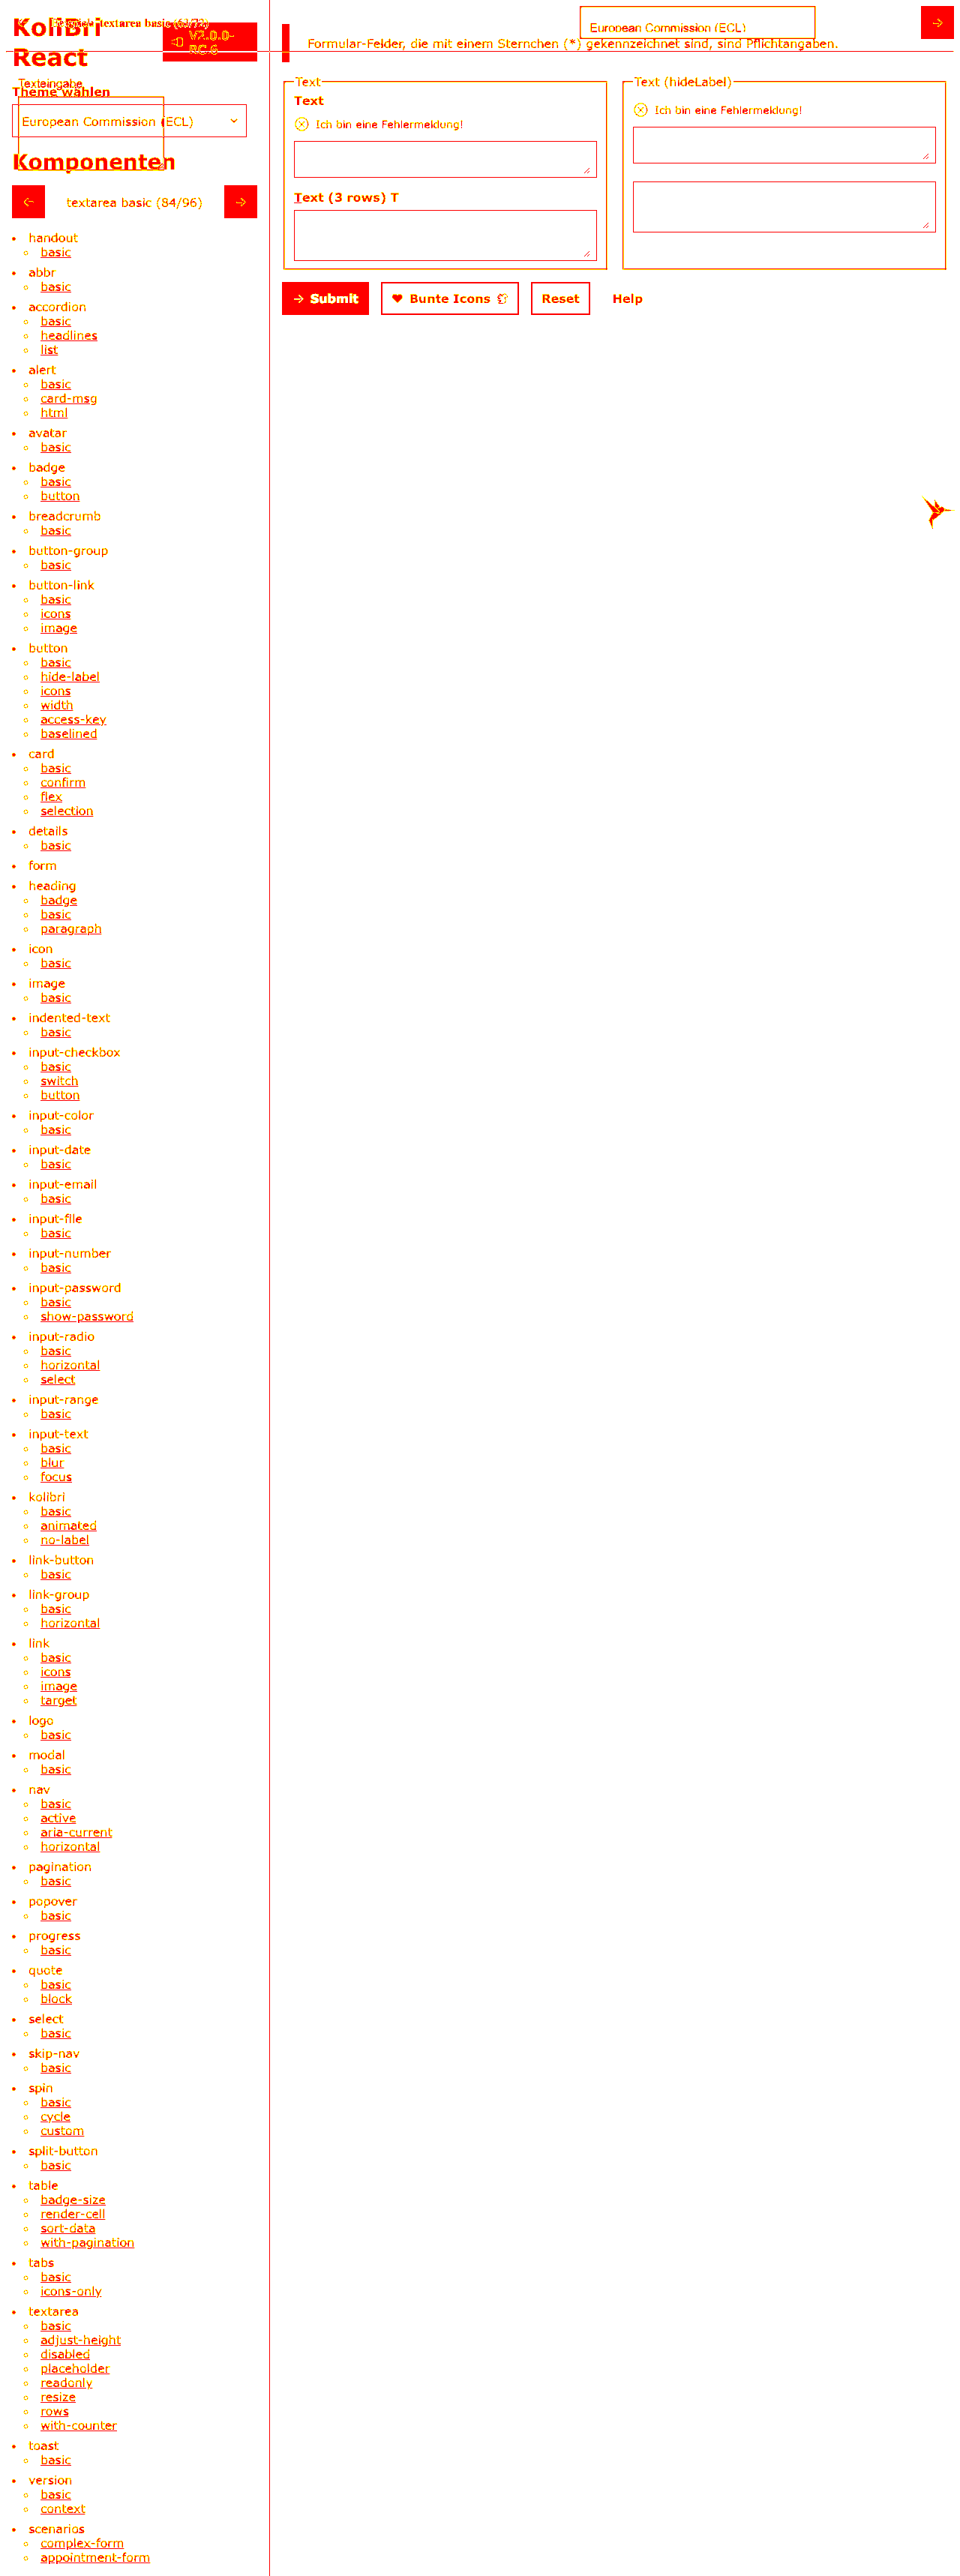 KoliBri
React
textarea basic (61/72)
V2.0.0-
RC.6
European Commission (ECL)
Formular-Felder, die mit einem Sternchen (*) gekennzeichnet sind, sind Pflichtangaben.
Texteingabe
Theme wählen
European Commission (ECL)
Komponenten
textarea basic (84/96)
Text
Text
Ich bin eine Fehlermeldung!
Text (3 rows) T
Text (hideLabel)
Ich bin eine Fehlermeldung!
Submit
Bunte Icons
Reset
Help
handout
basic
abbr
basic
accordion
basic
headlines
list
alert
basic
card-msg
html
avatar
basic
badge
basic
button
breadcrumb
basic
button-group
basic
button-link
basic
icons
image
button
basic
hide-label
icons
width
access-key
baselined
card
basic
confirm
flex
selection
details
basic
form
heading
badge
basic
paragraph
icon
basic
image
basic
indented-text
basic
input-checkbox
basic
switch
button
input-color
basic
input-date
basic
input-email
basic
input-file
basic
input-number
basic
input-password
basic
show-password
input-radio
basic
horizontal
select
input-range
basic
input-text
basic
blur
focus
kolibri
basic
animated
no-label
link-button
basic
link-group
basic
horizontal
link
basic
icons
image
target
logo
basic
modal
basic
nav
basic
active
aria-current
horizontal
pagination
basic
popover
basic
progress
basic
quote
basic
block
select
basic
skip-nav
basic
spin
basic
cycle
custom
split-button
basic
table
badge-size
render-cell
sort-data
with-pagination
tabs
basic
icons-only
textarea
basic
adjust-height
disabled
placeholder
readonly
resize
rows
with-counter
toast
basic
version
basic
context
scenarios
complex-form
appointment-form